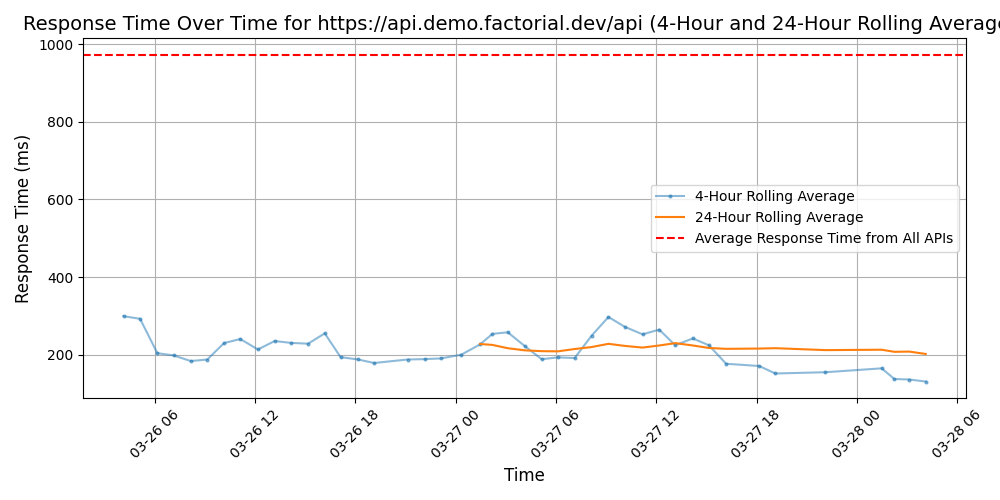 Response Time Over Time for https://api.demo.factorial.dev/api (4-Hour and 24-Hour Rolling Average
1000
800
600
400
200
Response Time (ms)
4-Hour Rolling Average
24-Hour Rolling Average
Average Response Time from All APIs
03-26 06
03-26 12
03-26 18
03-27 00
03-27 06
03-27 12
03-27 18
03-28 00
03-28 06
Time